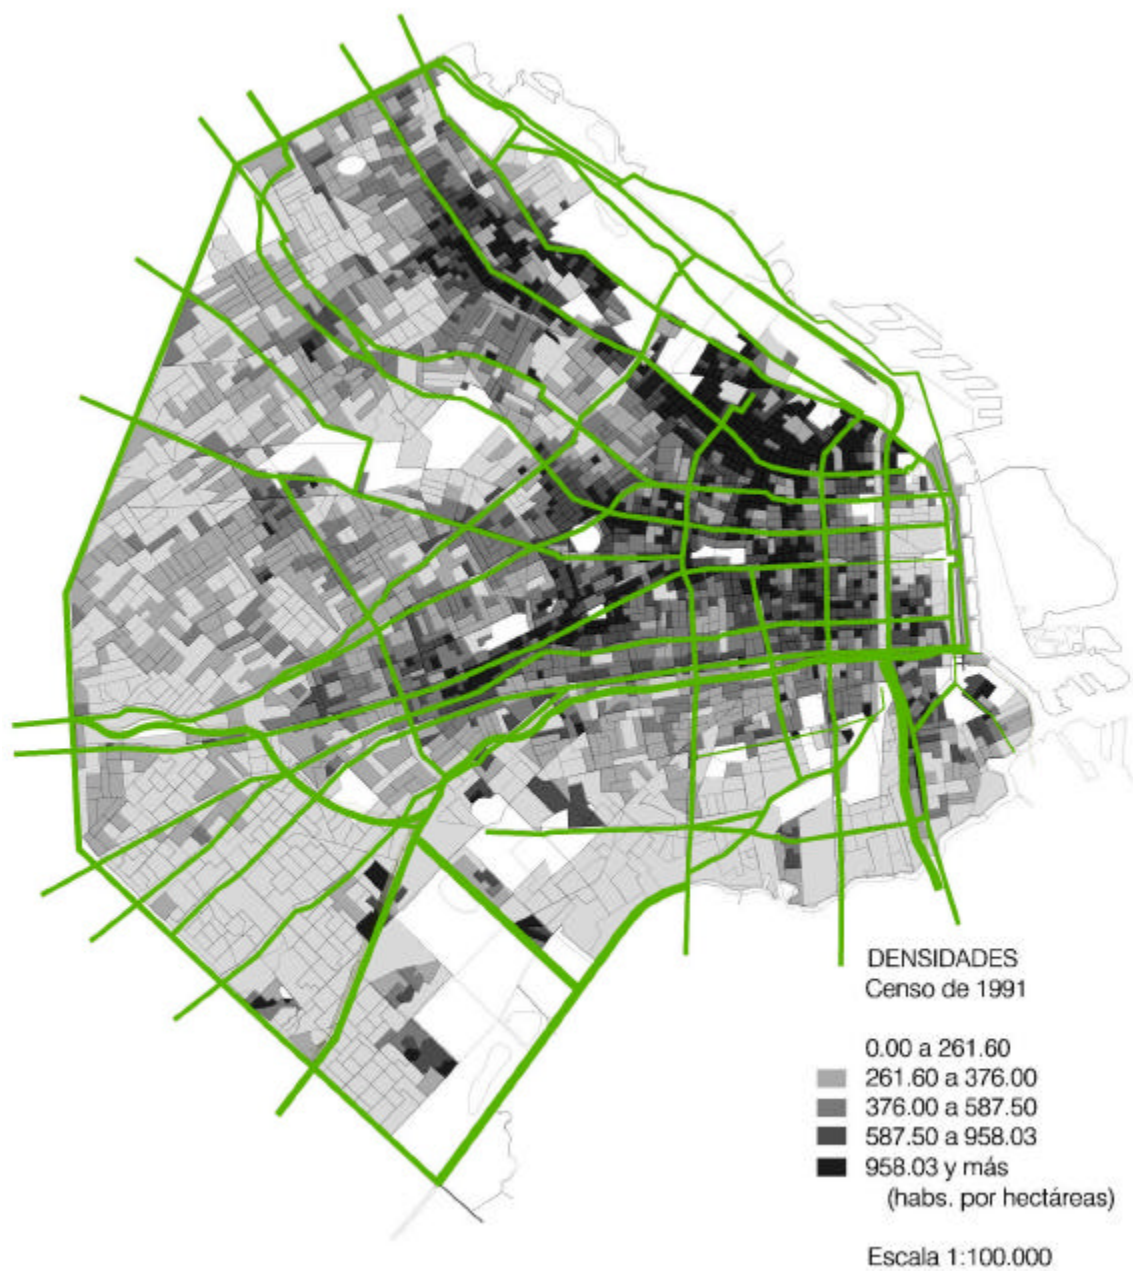 DENSIDADES
Censo de 1991
0.00 a 261.60
261.60 a 376.00
376.00 a 587.50
587.50 a 958.03
958.03 y más
(habs. por hectáreas)
Escala 1:100.000